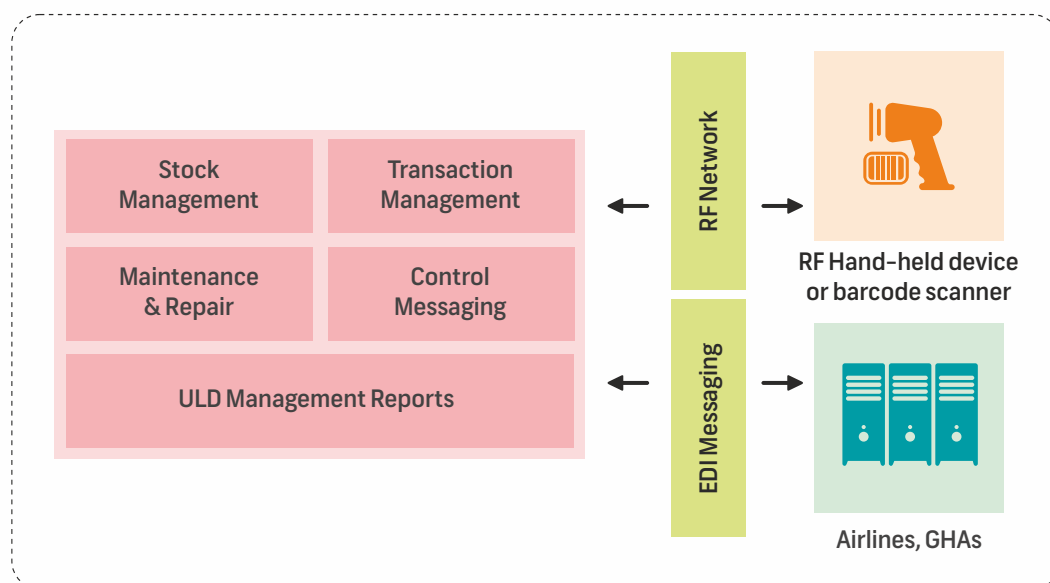 Stock
Management
Transaction
Management
Maintenance
& Repair
Control
Messaging
ULD Management Reports
RF Network
EDI Messaging
RF Hand-held device
or barcode scanner
Airlines, GHAs